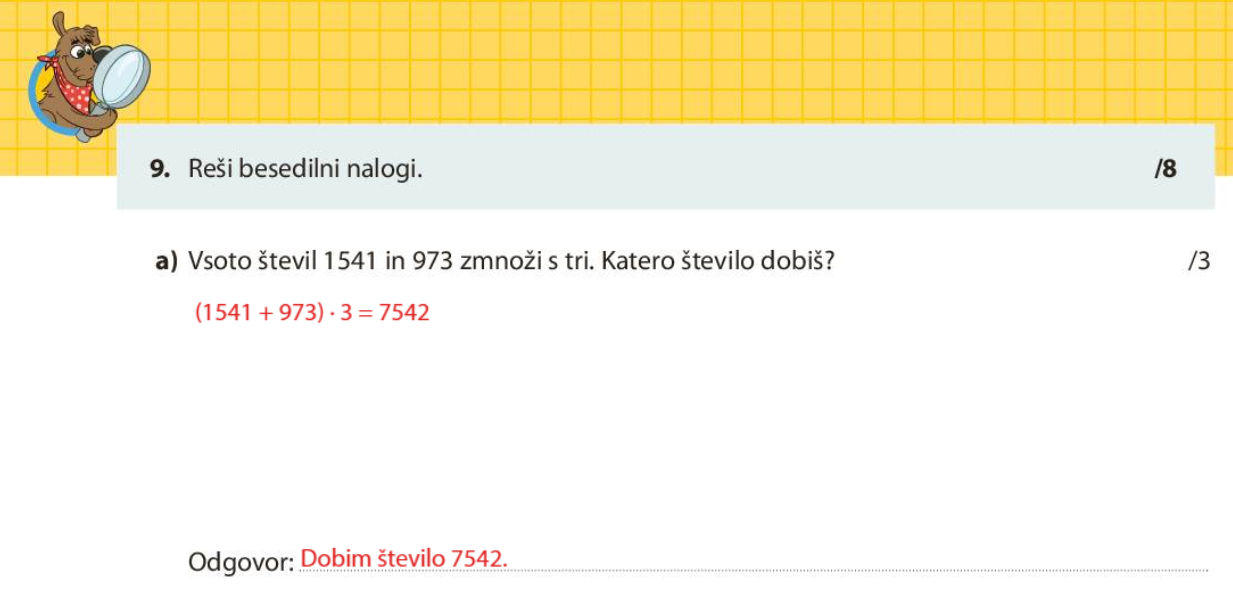 9. Reši besedilni nalogi. /8
a) Vsoto števil 1541 in 973 zmnoži s tri. Katero število dobiš? /3
(1541 + 973) · 3 = 7542
Odgovor: Dobim število 7542.